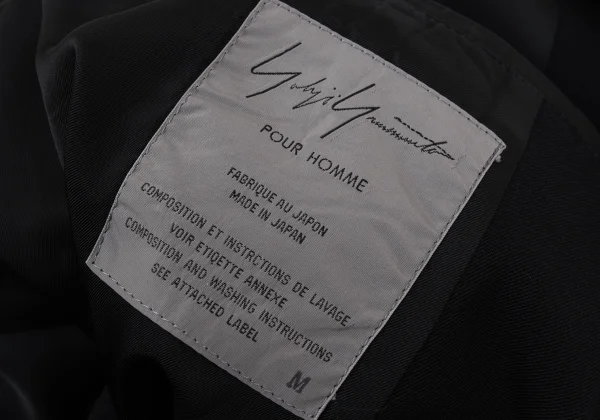 Yohji Yamamoto
POUR HOMME
FABRIQUE AU JAPON
MADE IN JAPAN
COMPOSITION ET INSTRCTIONS DE LAVAGE
VOIR ETIQETTE ANNEXE
COMPOSITION AND WASHING INSTRUCTIONS
SEE ATTACHED LABEL
M